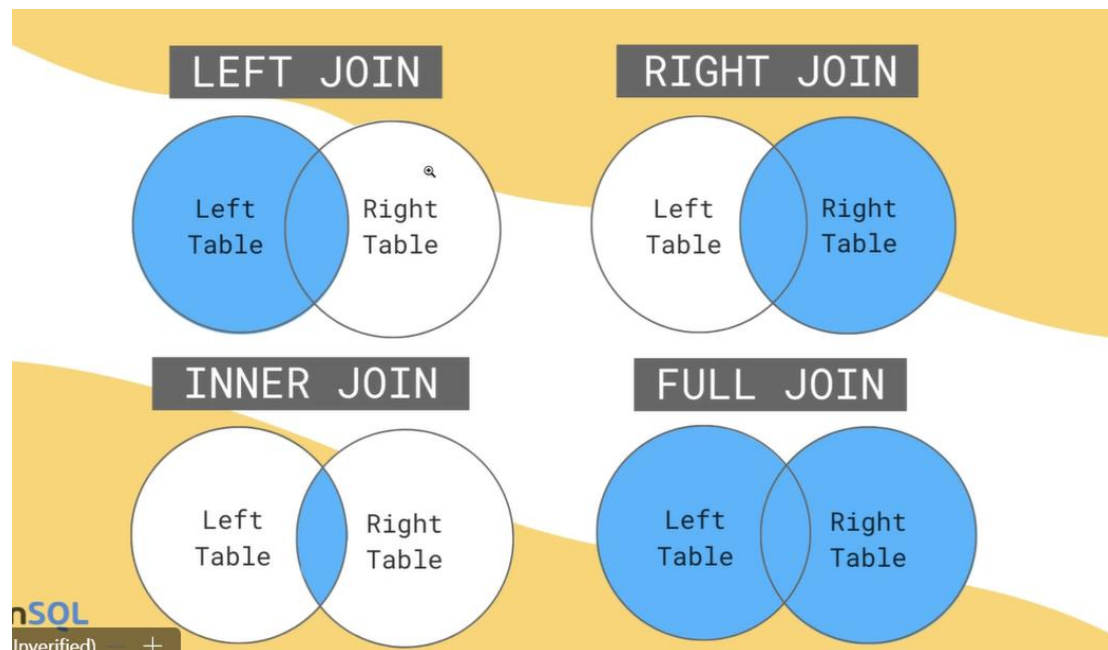 LEFT JOIN
RIGHT JOIN
Left
Table
Right
Table
Left
Table
Right
Table
INNER JOIN
FULL JOIN
Left
Table
Right
Table
Left
Table
Right
Table
nSQL
Unverified)